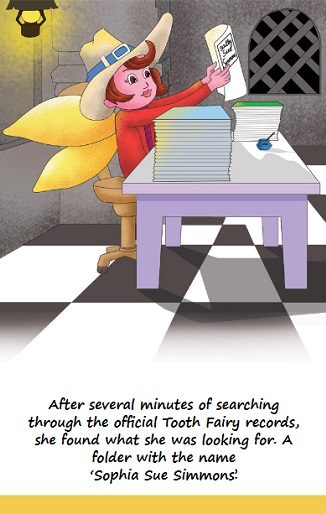 Sue
After several minutes of searching
through the official Tooth Fairy records,
she found what she was looking for. A
folder with the name
‘Sophia Sue Simmons’.